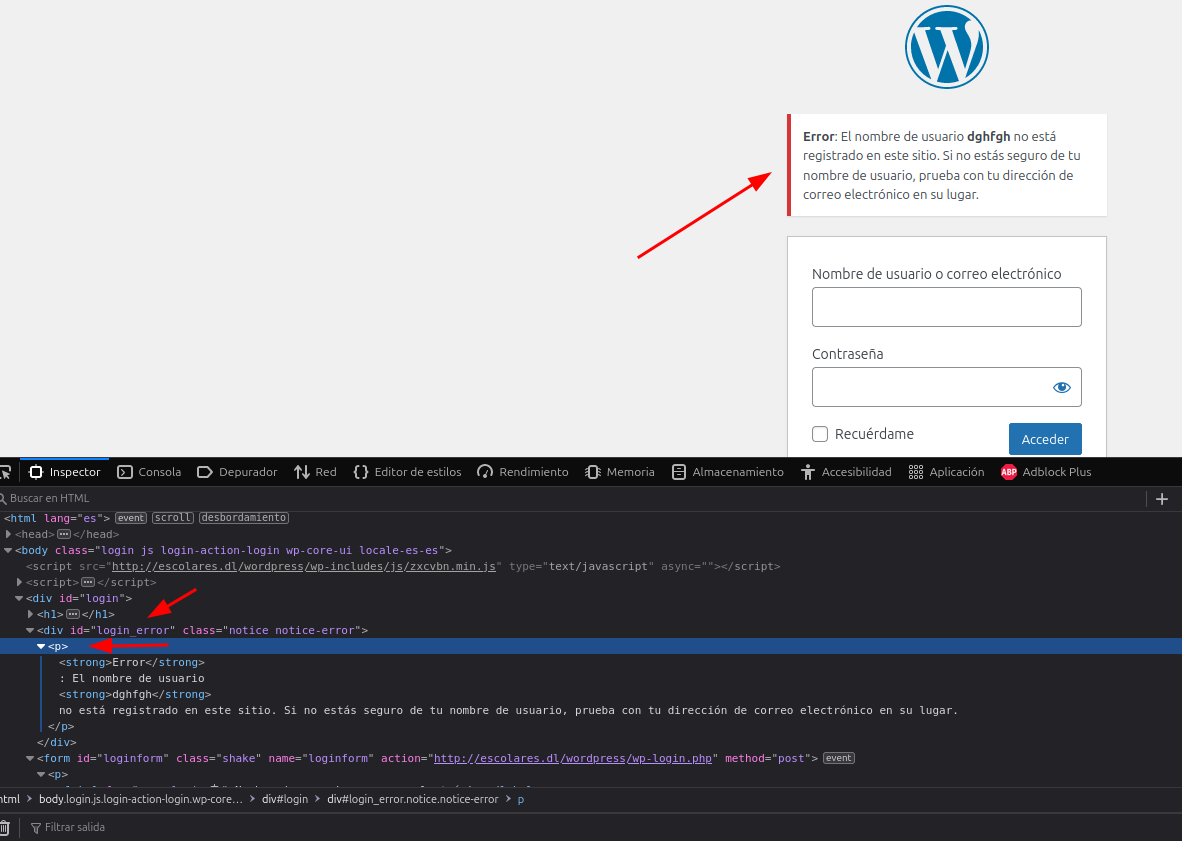 Error: El nombre de usuario dghfgh no está
registrado en este sitio. Si no estás seguro de tu
nombre de usuario, prueba con tu dirección de
correo electrónico en su lugar.
Nombre de usuario o correo electrónico
Contraseña
Recuérdame
Acceder
Inspector Consola Depurador Red Editor de estilos Rendimiento Memoria Almacenamiento Accesibilidad Aplicación ABP Adblock Plus
Buscar en HTML
<html lang="es"> event scroll desbordamiento
<head>···</head>
<body class="login js login-action-login wp-core-ui locale-es-es">
<script src="http://escolares.dl/wordpress/wp-includes/js/zxcvbn.min.js" type="text/javascript" async=""></script>
<script>···</script>
<div id="login">
<h1>···</h1>
<div id="login_error" class="notice notice-error">
<p>
<strong>Error</strong>
: El nombre de usuario
<strong>dghfgh</strong>
no está registrado en este sitio. Si no estás seguro de tu nombre de usuario, prueba con tu dirección de correo electrónico en su lugar.
</p>
</div>
<form id="loginform" class="shake" name="loginform" action="http://escolares.dl/wordpress/wp-login.php" method="post"> event
<p>
html > body.login.js.login-action-login.wp-core… > div#login > div#login_error.notice.notice-error > p
Filtrar salida